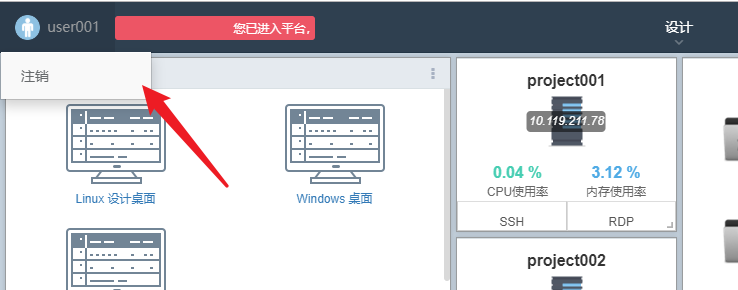 user001
您已进入平台,
设计
注销
Linux 设计桌面
Windows 桌面
project001
10.119.211.78
0.04 %
3.12 %
CPU使用率
内存使用率
SSH
RDP
project002